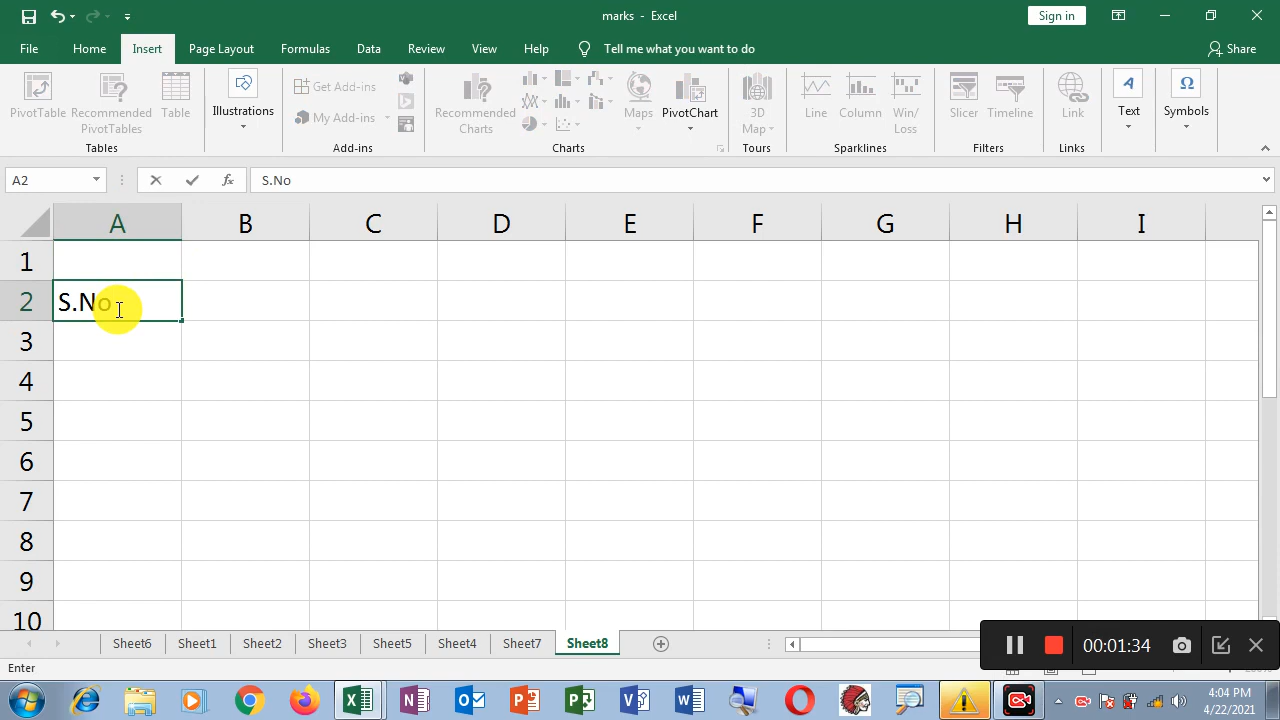 marks - Excel
Sign in
File
Home
Insert
Page Layout
Formulas
Data
Review
View
Help
Tell me what you want to do
Share
PivotTable
Recommended PivotTables
Table
Tables
Illustrations
Get Add-ins
My Add-ins
Add-ins
Recommended Charts
Maps
PivotChart
Charts
3D Map
Tours
Line
Column
Win/Loss
Sparklines
Slicer
Timeline
Filters
Link
Links
Text
Symbols
A2
fx
S.No
A B C D E F G H I
1
2 S.No
3
4
5
6
7
8
9
10
Sheet6
Sheet1
Sheet2
Sheet3
Sheet5
Sheet4
Sheet7
Sheet8
00:01:34
Enter
4:04 PM
4/22/2021